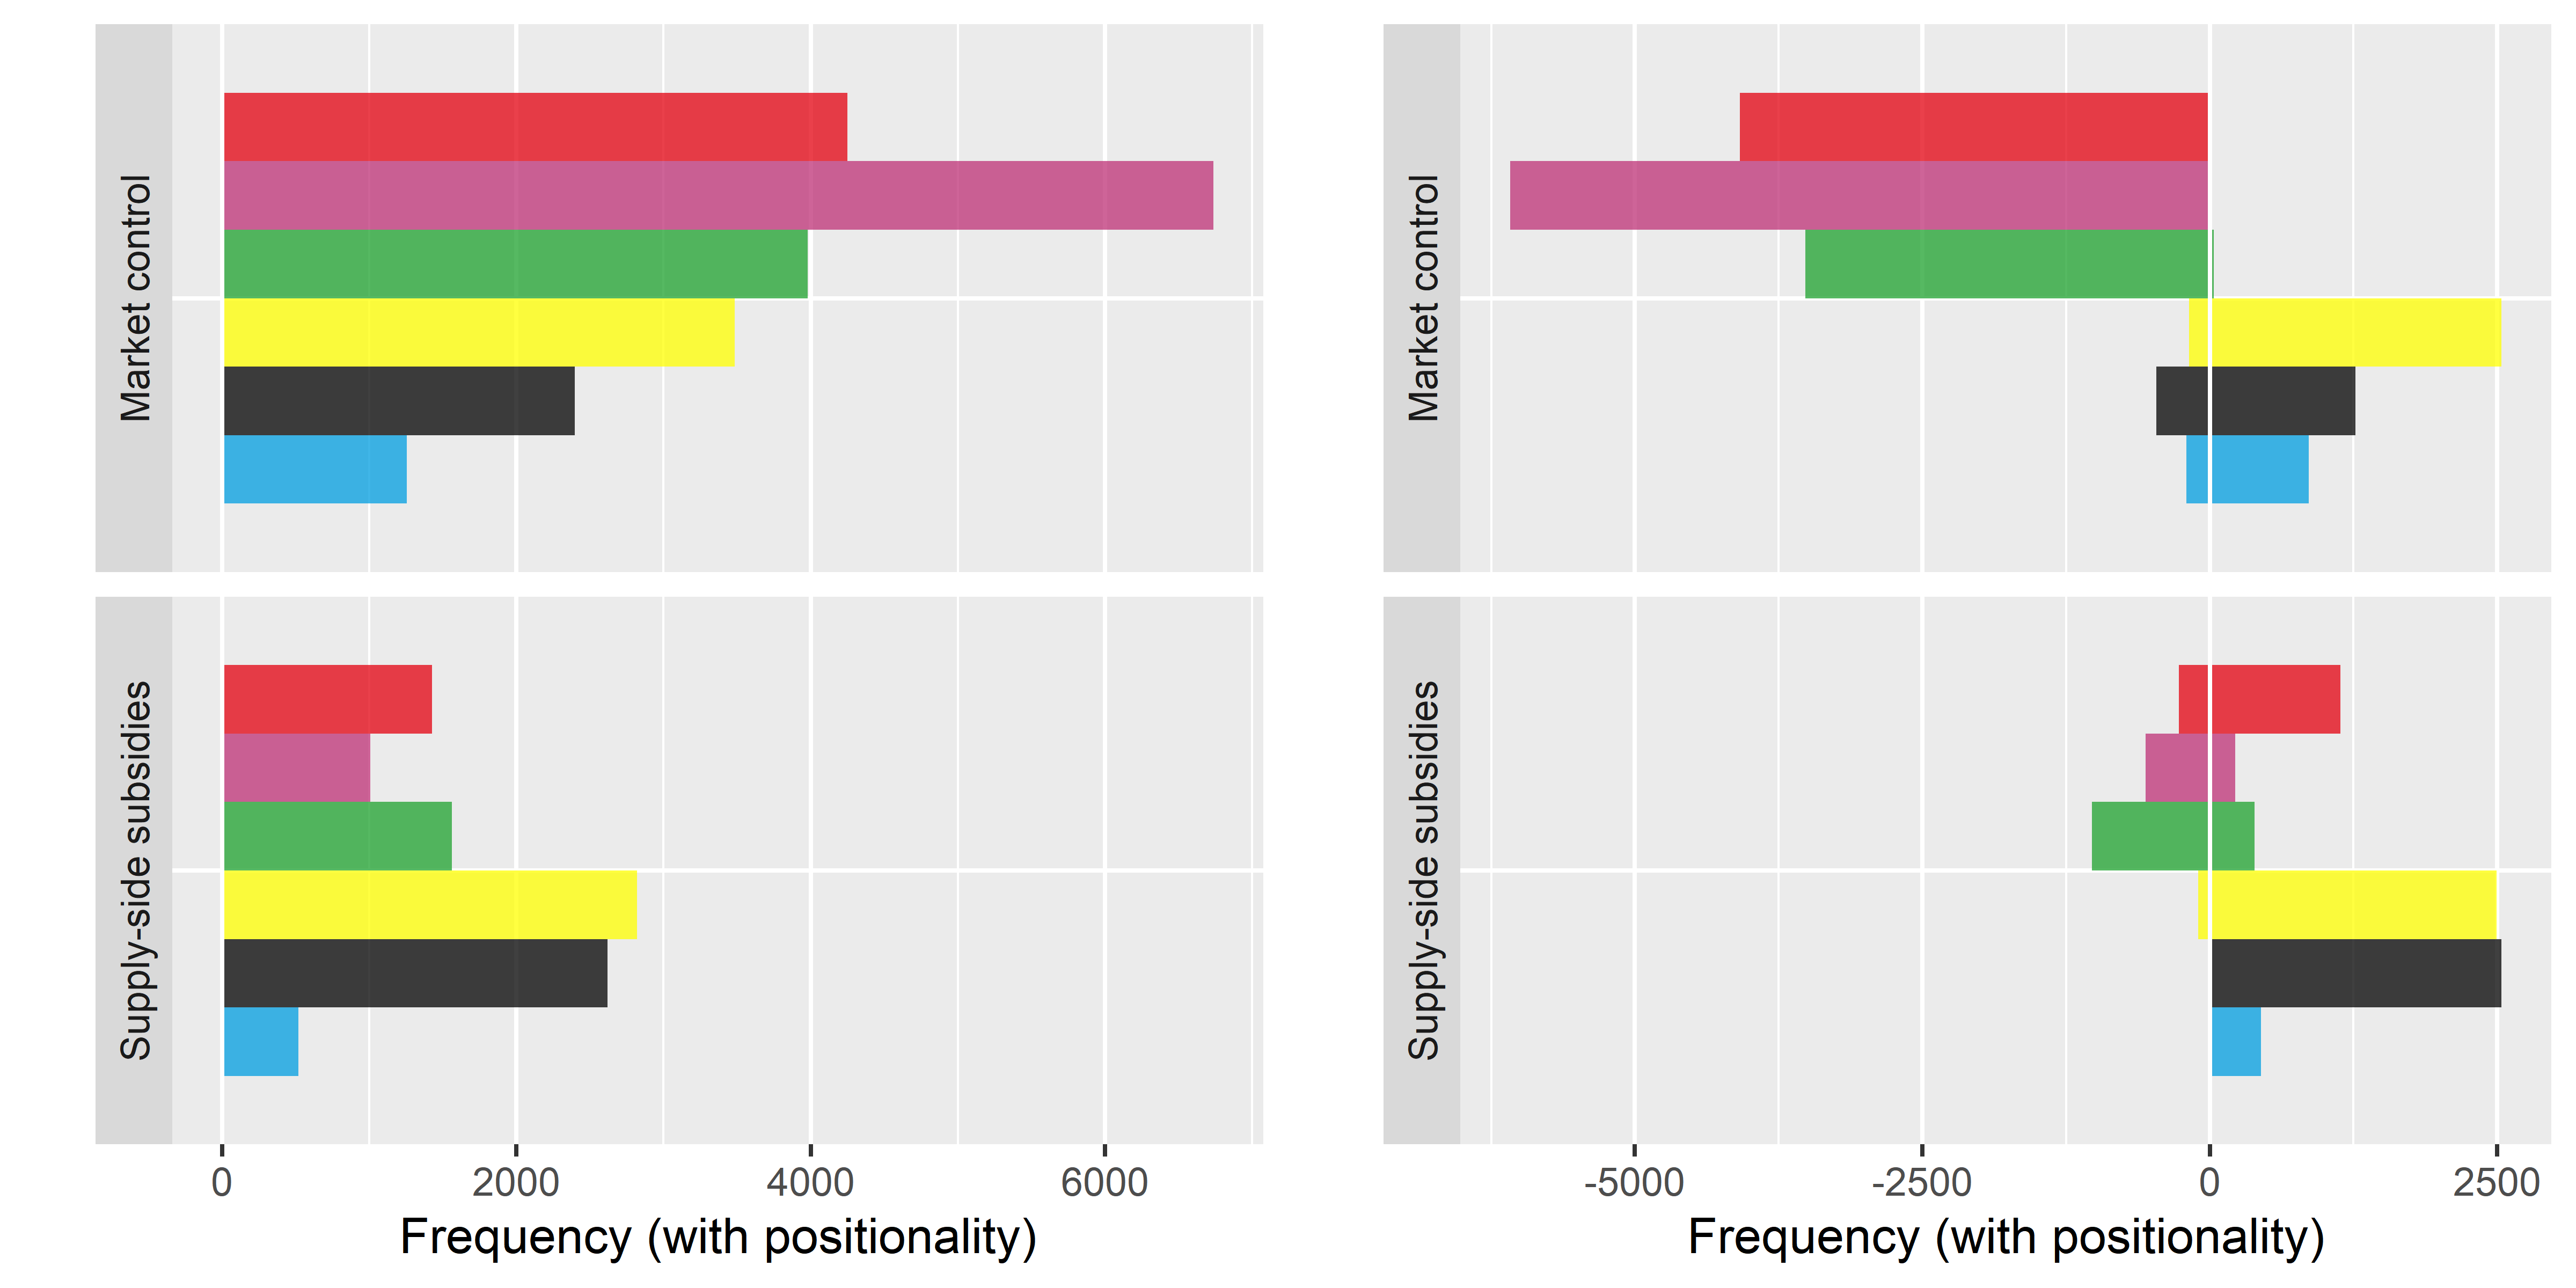 Market control
Supply-side subsidies
0 2000 4000 6000
Frequency (with positionality)
Market control
Supply-side subsidies
-5000 -2500 0 2500
Frequency (with positionality)